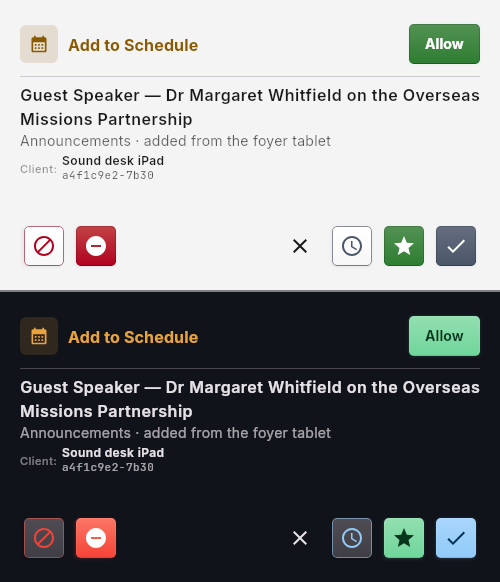 Add to Schedule
Allow
Guest Speaker — Dr Margaret Whitfield on the Overseas
Missions Partnership
Announcements · added from the foyer tablet
Client: Sound desk iPad
a4f1c9e2-7b30
Add to Schedule
Allow
Guest Speaker — Dr Margaret Whitfield on the Overseas
Missions Partnership
Announcements · added from the foyer tablet
Client: Sound desk iPad
a4f1c9e2-7b30